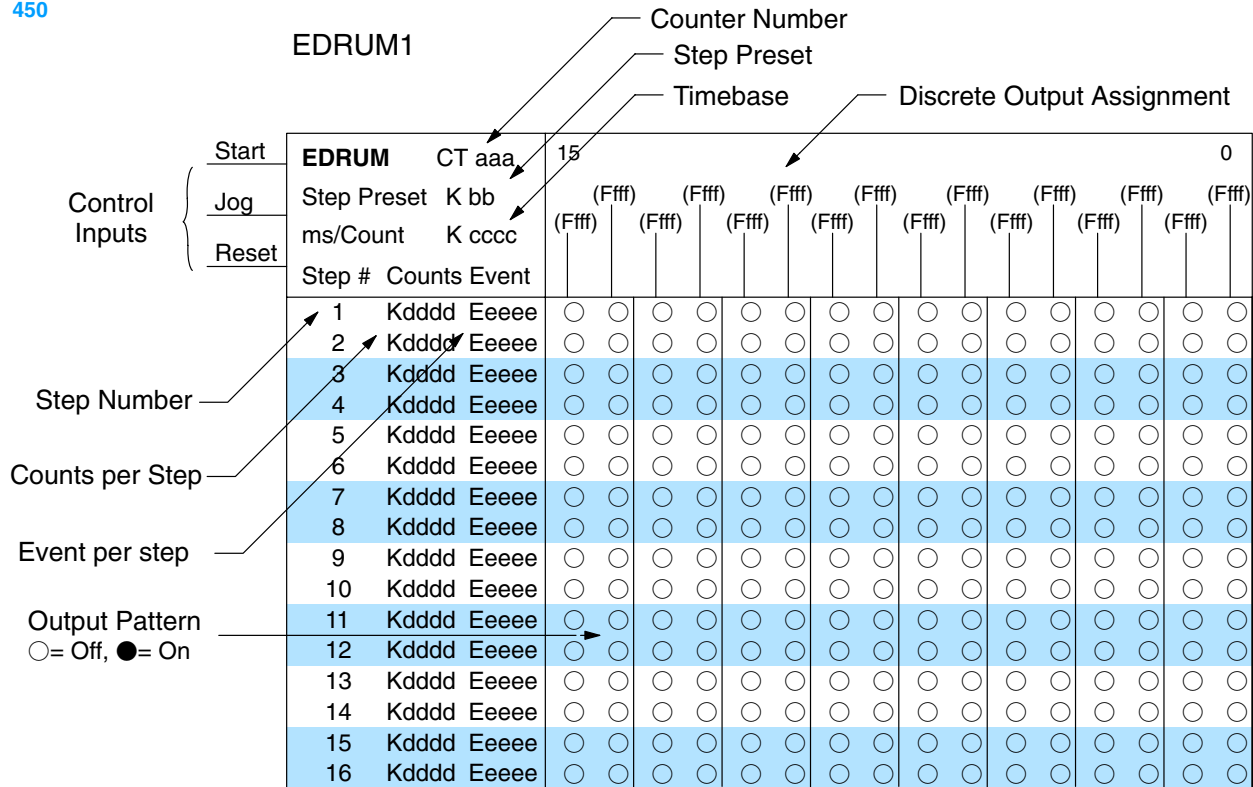 450
EDRUM1
Counter Number
Step Preset
Timebase
Discrete Output Assignment
Control
Inputs
Start
Jog
Reset
EDRUM CT aaa
Step Preset K bb
ms/Count K cccc
Step # Counts Event
15 0
(Ffff) (Ffff) (Ffff) (Ffff) (Ffff) (Ffff) (Ffff) (Ffff)
(Ffff) (Ffff) (Ffff) (Ffff) (Ffff) (Ffff) (Ffff) (Ffff)
1 Kdddd Eeeee
2 Kdddd Eeeee
3 Kdddd Eeeee
4 Kdddd Eeeee
5 Kdddd Eeeee
6 Kdddd Eeeee
7 Kdddd Eeeee
8 Kdddd Eeeee
9 Kdddd Eeeee
10 Kdddd Eeeee
11 Kdddd Eeeee
12 Kdddd Eeeee
13 Kdddd Eeeee
14 Kdddd Eeeee
15 Kdddd Eeeee
16 Kdddd Eeeee
Step Number
Counts per Step
Event per step
Output Pattern
○= Off, ●= On